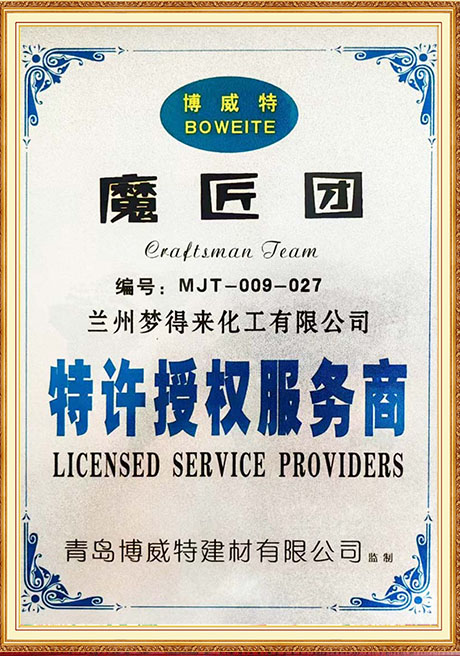 博威特
BOWEITE
魔匠团
Craftsman Team
编号：MJT-009-027
兰州梦得来化工有限公司
特许授权服务商
LICENSED SERVICE PROVIDERS
青岛博威特建材有限公司 监制